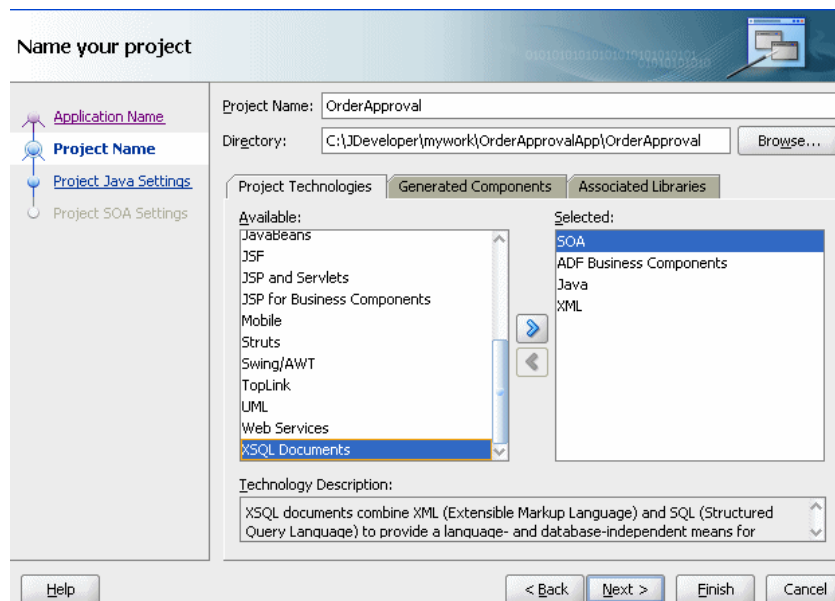 Name your project
Application Name
Project Name
Project Java Settings
Project SOA Settings
Project Name: OrderApproval
Directory: C:\JDeveloper\mywork\OrderApprovalApp\OrderApproval Browse...
Project Technologies Generated Components Associated Libraries
Available:
JavaBeans
JSF
JSP and Servlets
JSP for Business Components
Mobile
Struts
Swing/AWT
TopLink
UML
Web Services
XSQL Documents
Selected:
SOA
ADF Business Components
Java
XML
Technology Description:
XSQL documents combine XML (Extensible Markup Language) and SQL (Structured
Query Language) to provide a language- and database-independent means for
Help < Back Next > Finish Cancel